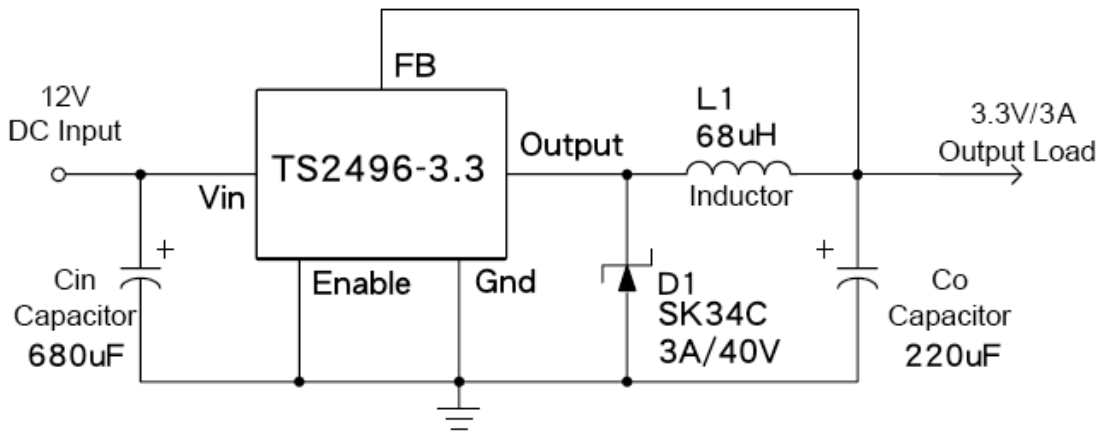 FB
12V
DC Input
TS2496-3.3
Vin
Output
L1
68uH
Inductor
3.3V/3A
Output Load
Enable
Gnd
+
Cin
Capacitor
680uF
D1
SK34C
3A/40V
+
Co
Capacitor
220uF